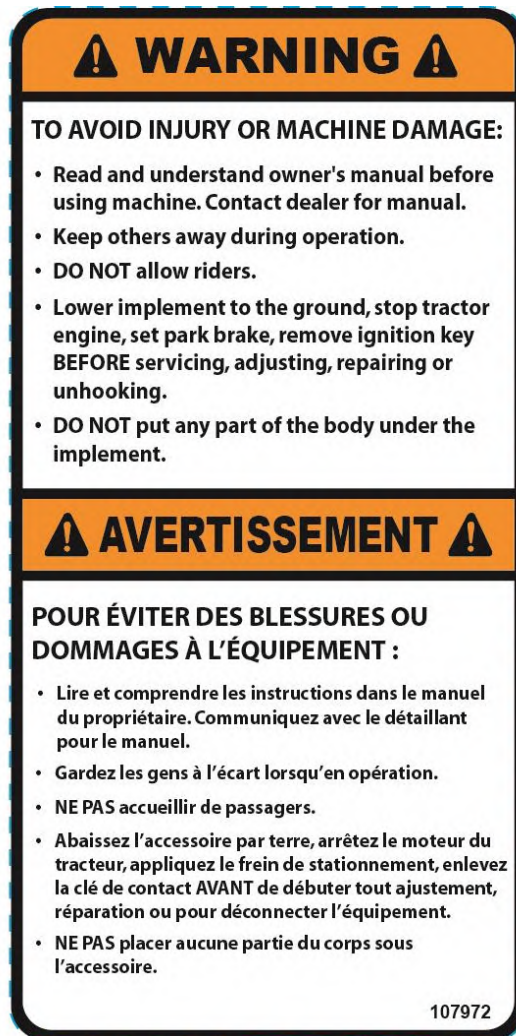 WARNING
TO AVOID INJURY OR MACHINE DAMAGE:
• Read and understand owner's manual before
using machine. Contact dealer for manual.
• Keep others away during operation.
• DO NOT allow riders.
• Lower implement to the ground, stop tractor
engine, set park brake, remove ignition key
BEFORE servicing, adjusting, repairing or
unhooking.
• DO NOT put any part of the body under the
implement.
AVERTISSEMENT
POUR ÉVITER DES BLESSURES OU
DOMMAGES À L’ÉQUIPEMENT :
• Lire et comprendre les instructions dans le manuel
du propriétaire. Communiquez avec le détaillant
pour le manuel.
• Gardez les gens à l’écart lorsqu’en opération.
• NE PAS accueillir de passagers.
• Abaissez l’accessoire par terre, arrêtez le moteur du
tracteur, appliquez le frein de stationnement, enlevez
la clé de contact AVANT de débuter tout ajustement,
réparation ou pour déconnecter l’équipement.
• NE PAS placer aucune partie du corps sous
l’accessoire.
107972